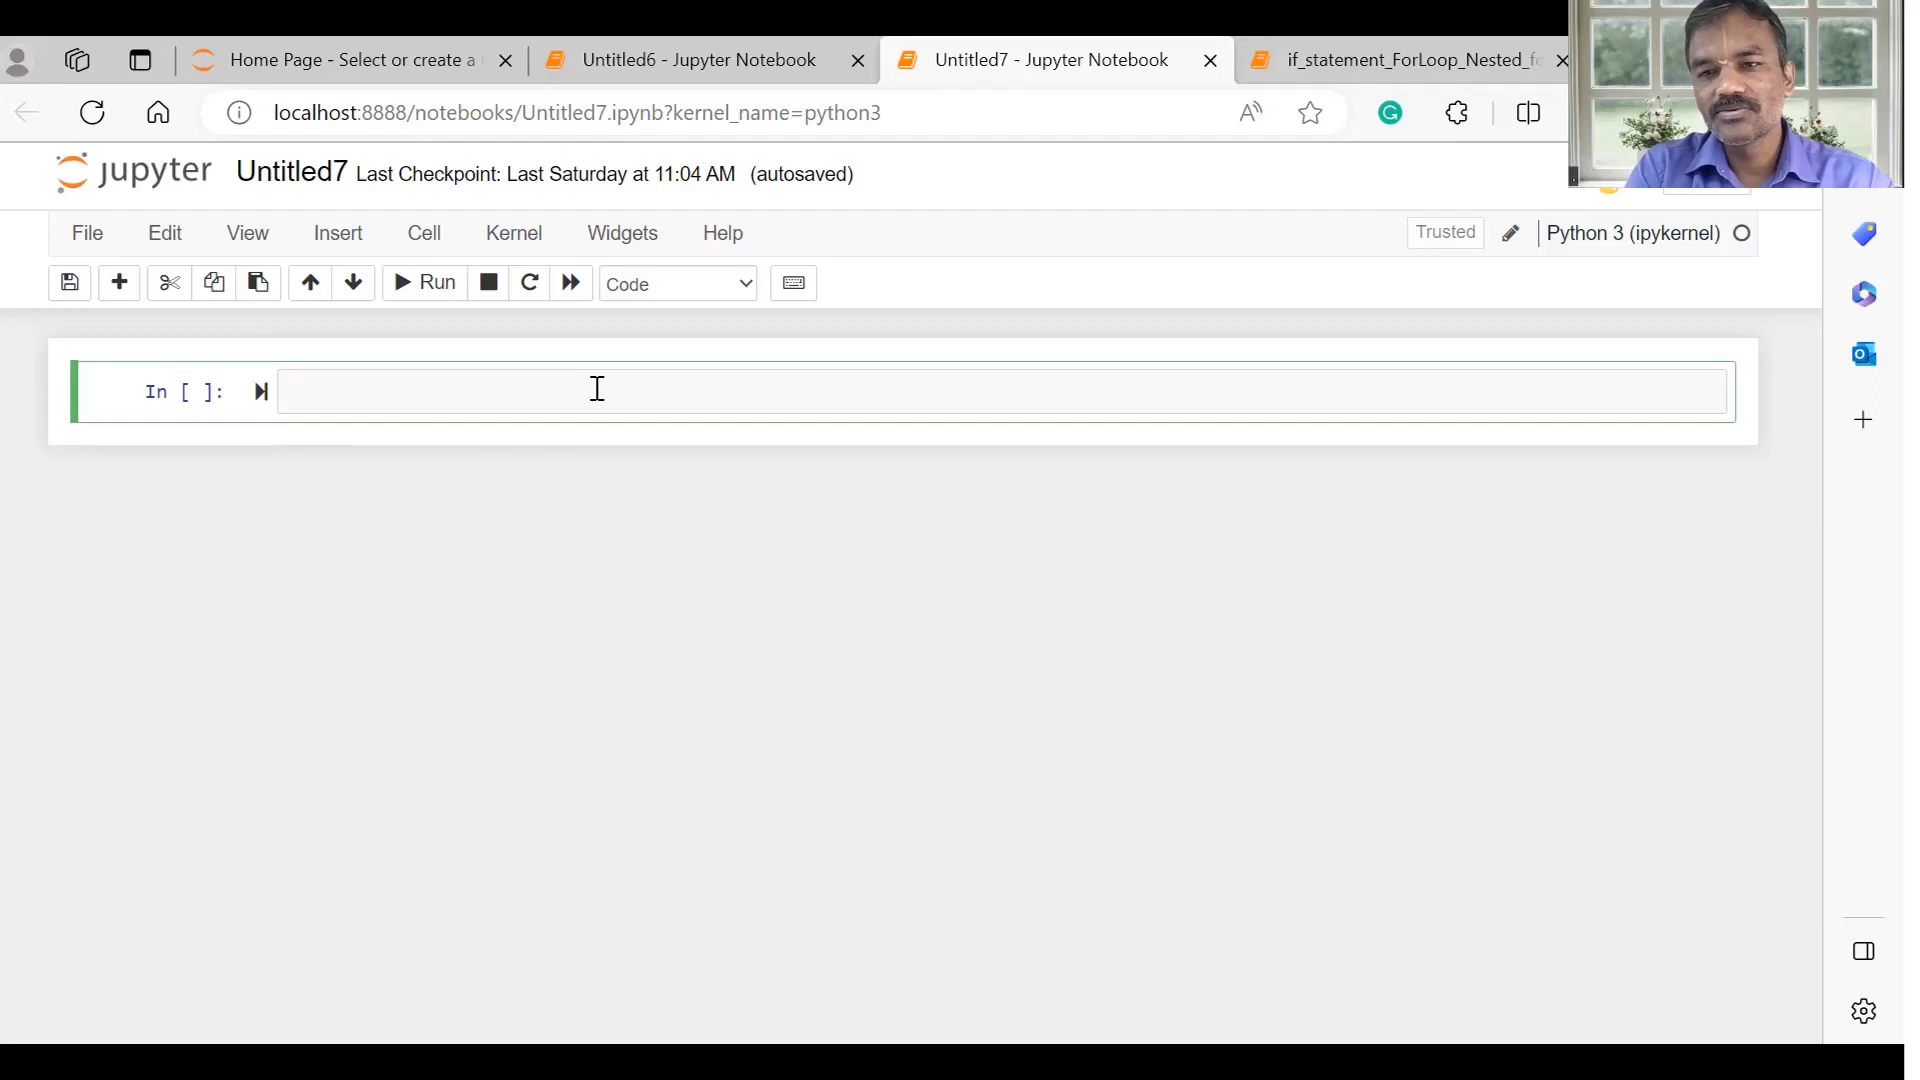 Home Page - Select or create a
Untitled6 - Jupyter Notebook
Untitled7 - Jupyter Notebook
if_statement_ForLoop_Nested_fo
localhost:8888/notebooks/Untitled7.ipynb?kernel_name=python3
jupyter Untitled7 Last Checkpoint: Last Saturday at 11:04 AM (autosaved)
File Edit View Insert Cell Kernel Widgets Help Trusted Python 3 (ipykernel)
Run Code
In [ ]: